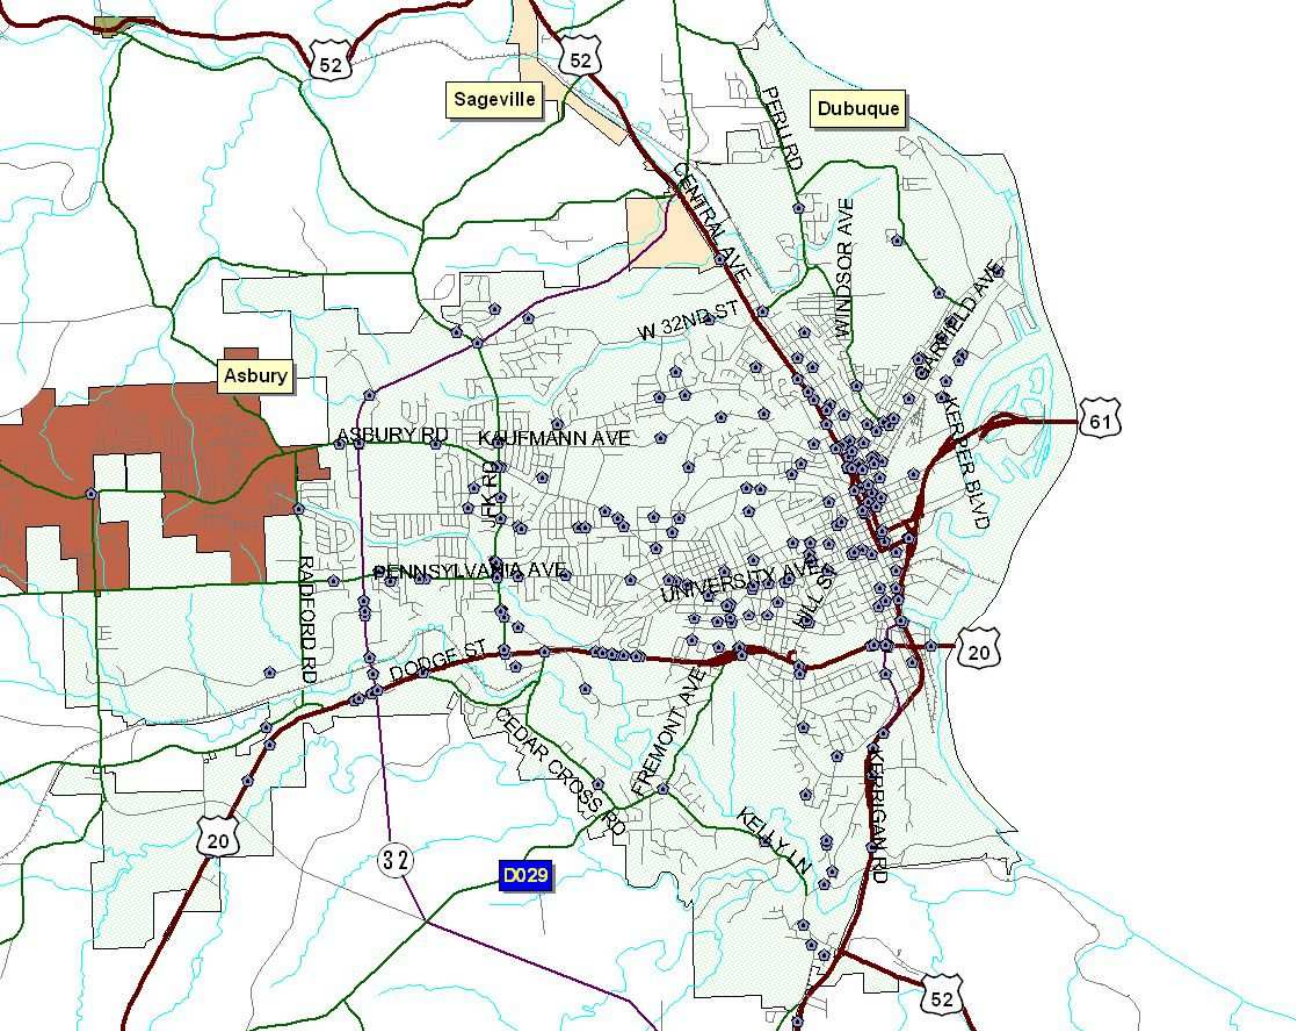 52
52
Sageville
PERU RD
Dubuque
CENTRAL AVE
WINDSOR AVE
GARFIELD AVE
W 32ND ST
Asbury
ASBURY RD
KAUFMANN AVE
61
JFK RD
KERPER BLVD
RADFORD RD
PENNSYLVANIA AVE
UNIVERSITY AVE
HILL ST
DODGE ST
20
CEDAR CROSS RD
FREMONT AVE
KERRIGAN RD
20
KELLY LN
32
D029
52